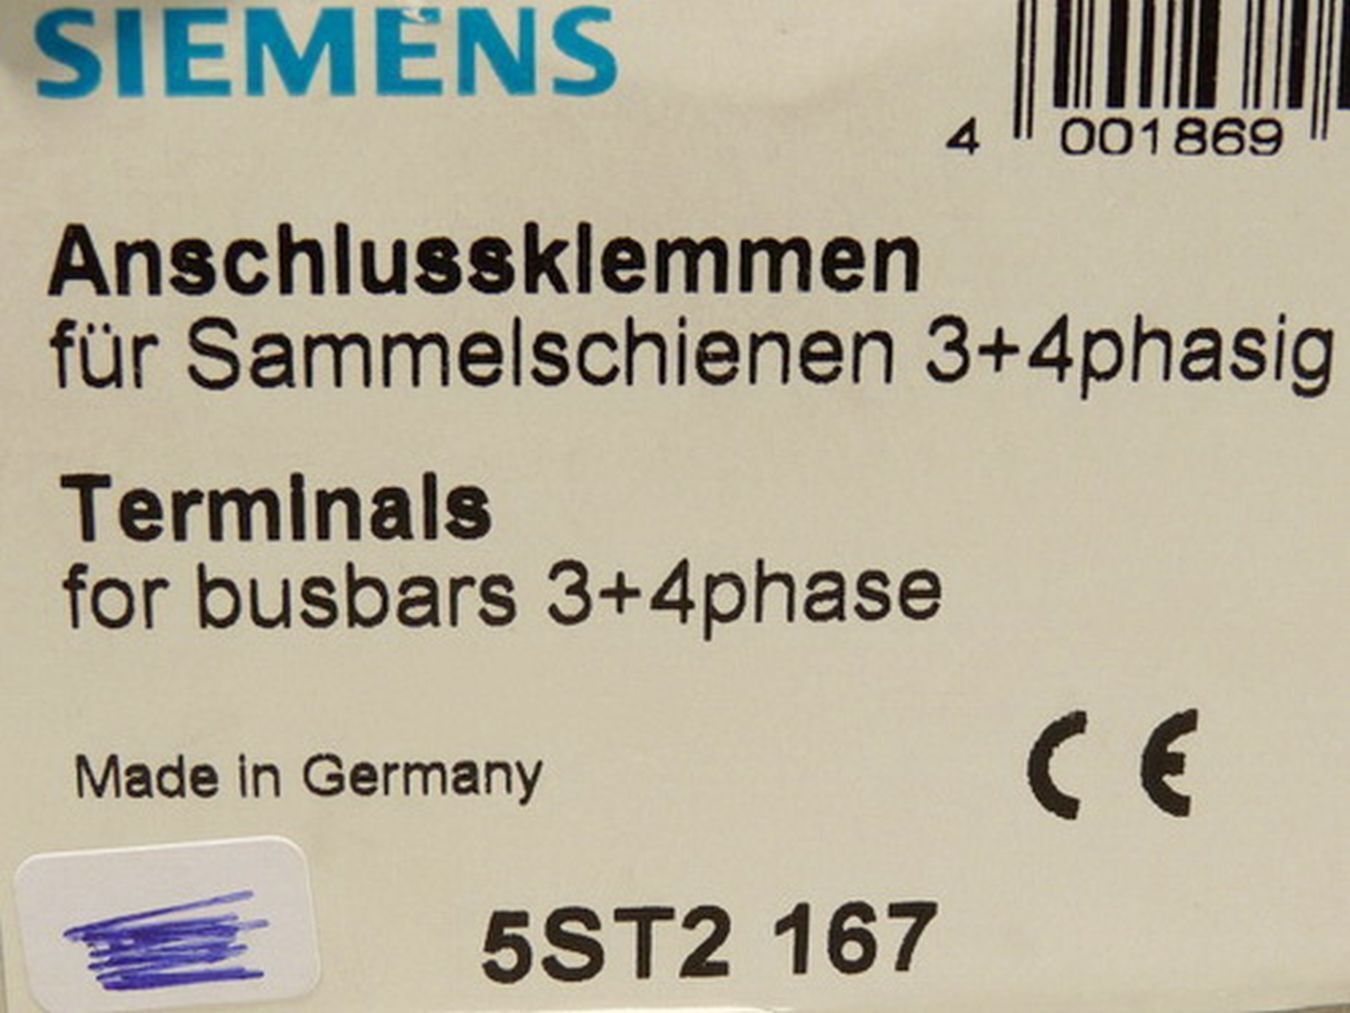 SIEMENS
4 001869
Anschlussklemmen
für Sammelschienen 3+4phasig
Terminals
for busbars 3+4phase
Made in Germany
CE
5ST2 167